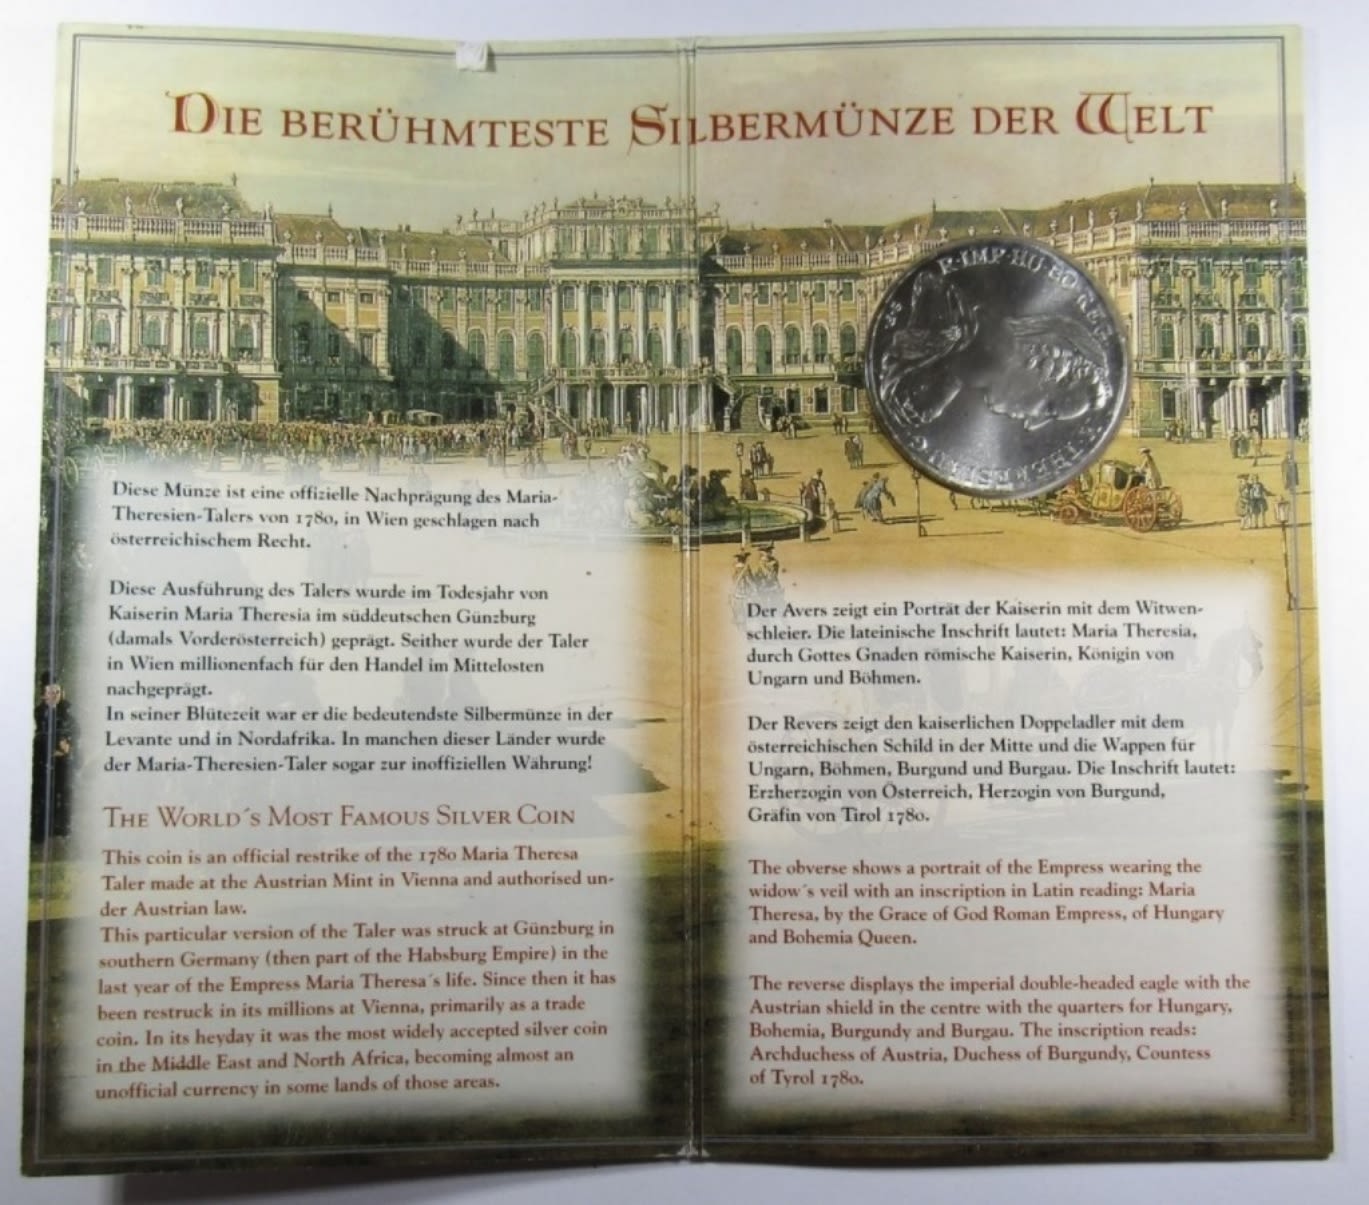 DIE BERÜHMTESTE SILBERMÜNZE DER WELT
R·IMP·HU·BO·REG·
M·THERESIA·D·G·
S·F·
Diese Münze ist eine offizielle Nachprägung des Maria-
Theresien-Talers von 1780, in Wien geschlagen nach
österreichischem Recht.
Diese Ausführung des Talers wurde im Todesjahr von
Kaiserin Maria Theresia im süddeutschen Günzburg
(damals Vorderösterreich) geprägt. Seither wurde der Taler
in Wien millionenfach für den Handel im Mittelosten
nachgeprägt.
In seiner Blütezeit war er die bedeutendste Silbermünze in der
Levante und in Nordafrika. In manchen dieser Länder wurde
der Maria-Theresien-Taler sogar zur inoffiziellen Währung!
THE WORLD´S MOST FAMOUS SILVER COIN
This coin is an official restrike of the 1780 Maria Theresa
Taler made at the Austrian Mint in Vienna and authorised un-
der Austrian law.
This particular version of the Taler was struck at Günzburg in
southern Germany (then part of the Habsburg Empire) in the
last year of the Empress Maria Theresa´s life. Since then it has
been restruck in its millions at Vienna, primarily as a trade
coin. In its heyday it was the most widely accepted silver coin
in the Middle East and North Africa, becoming almost an
unofficial currency in some lands of those areas.
Der Avers zeigt ein Porträt der Kaiserin mit dem Witwen-
schleier. Die lateinische Inschrift lautet: Maria Theresia,
durch Gottes Gnaden römische Kaiserin, Königin von
Ungarn und Böhmen.
Der Revers zeigt den kaiserlichen Doppeladler mit dem
österreichischen Schild in der Mitte und die Wappen für
Ungarn, Böhmen, Burgund und Burgau. Die Inschrift lautet:
Erzherzogin von Österreich, Herzogin von Burgund,
Gräfin von Tirol 1780.
The obverse shows a portrait of the Empress wearing the
widow´s veil with an inscription in Latin reading: Maria
Theresa, by the Grace of God Roman Empress, of Hungary
and Bohemia Queen.
The reverse displays the imperial double-headed eagle with the
Austrian shield in the centre with the quarters for Hungary,
Bohemia, Burgundy and Burgau. The inscription reads:
Archduchess of Austria, Duchess of Burgundy, Countess
of Tyrol 1780.